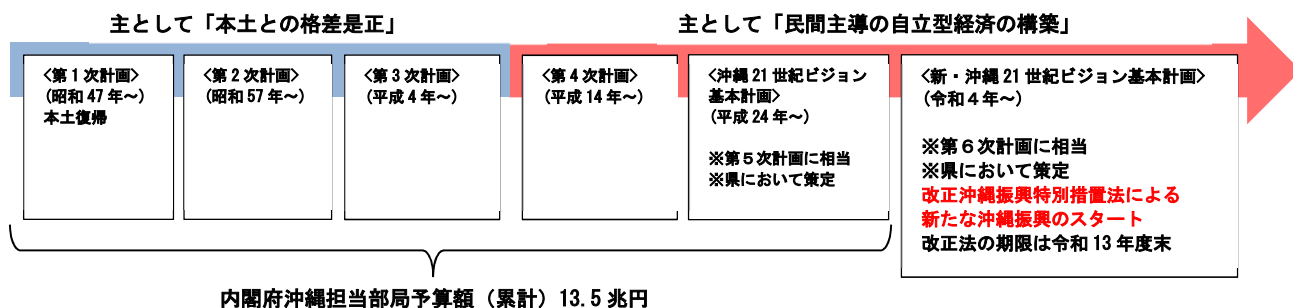 主として「本土との格差是正」
主として「民間主導の自立型経済の構築」
<第1次計画>
(昭和 47 年~)
本土復帰
<第2次計画>
(昭和 57 年~)
<第3次計画>
(平成 4 年~)
<第4次計画>
(平成 14 年~)
<沖縄 21 世紀ビジョン
基本計画>
(平成 24 年~)
※第5次計画に相当
※県において策定
<新・沖縄 21 世紀ビジョン基本計画>
(令和4年~)
※第6次計画に相当
※県において策定
改正沖縄振興特別措置法による
新たな沖縄振興のスタート
改正法の期限は令和 13 年度末
内閣府沖縄担当部局予算額(累計)13.5 兆円